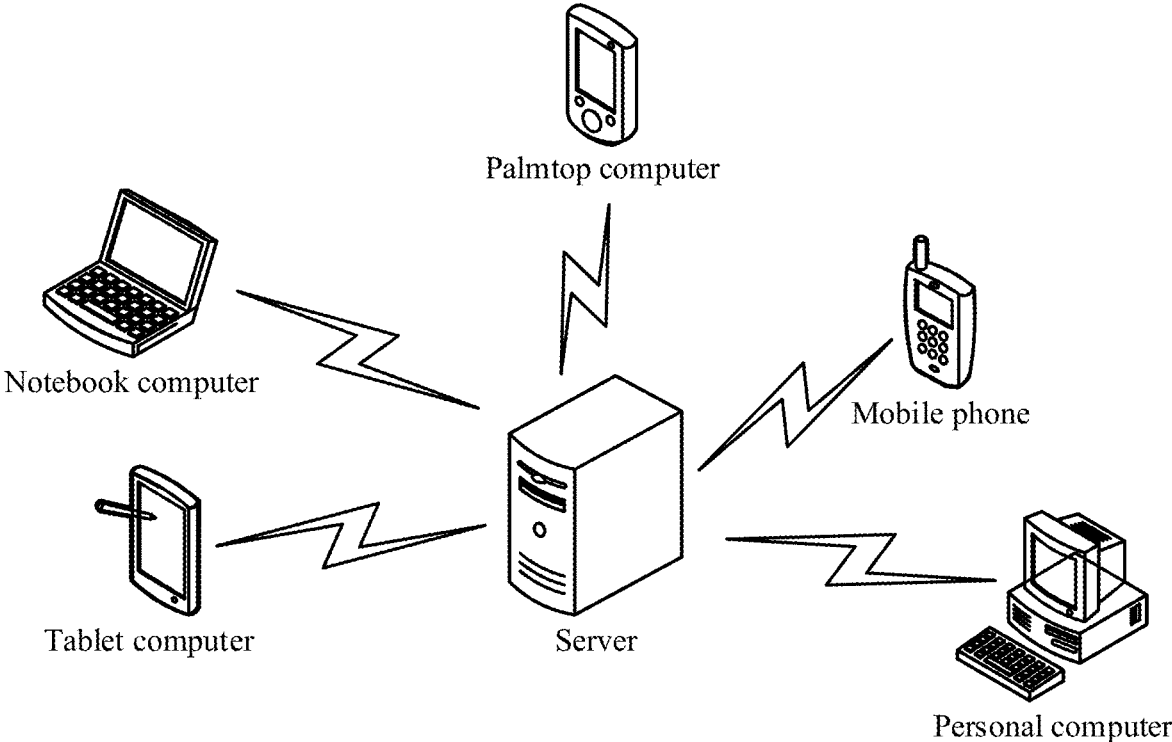 Palmtop computer
Notebook computer
Mobile phone
Tablet computer
Server
Personal computer